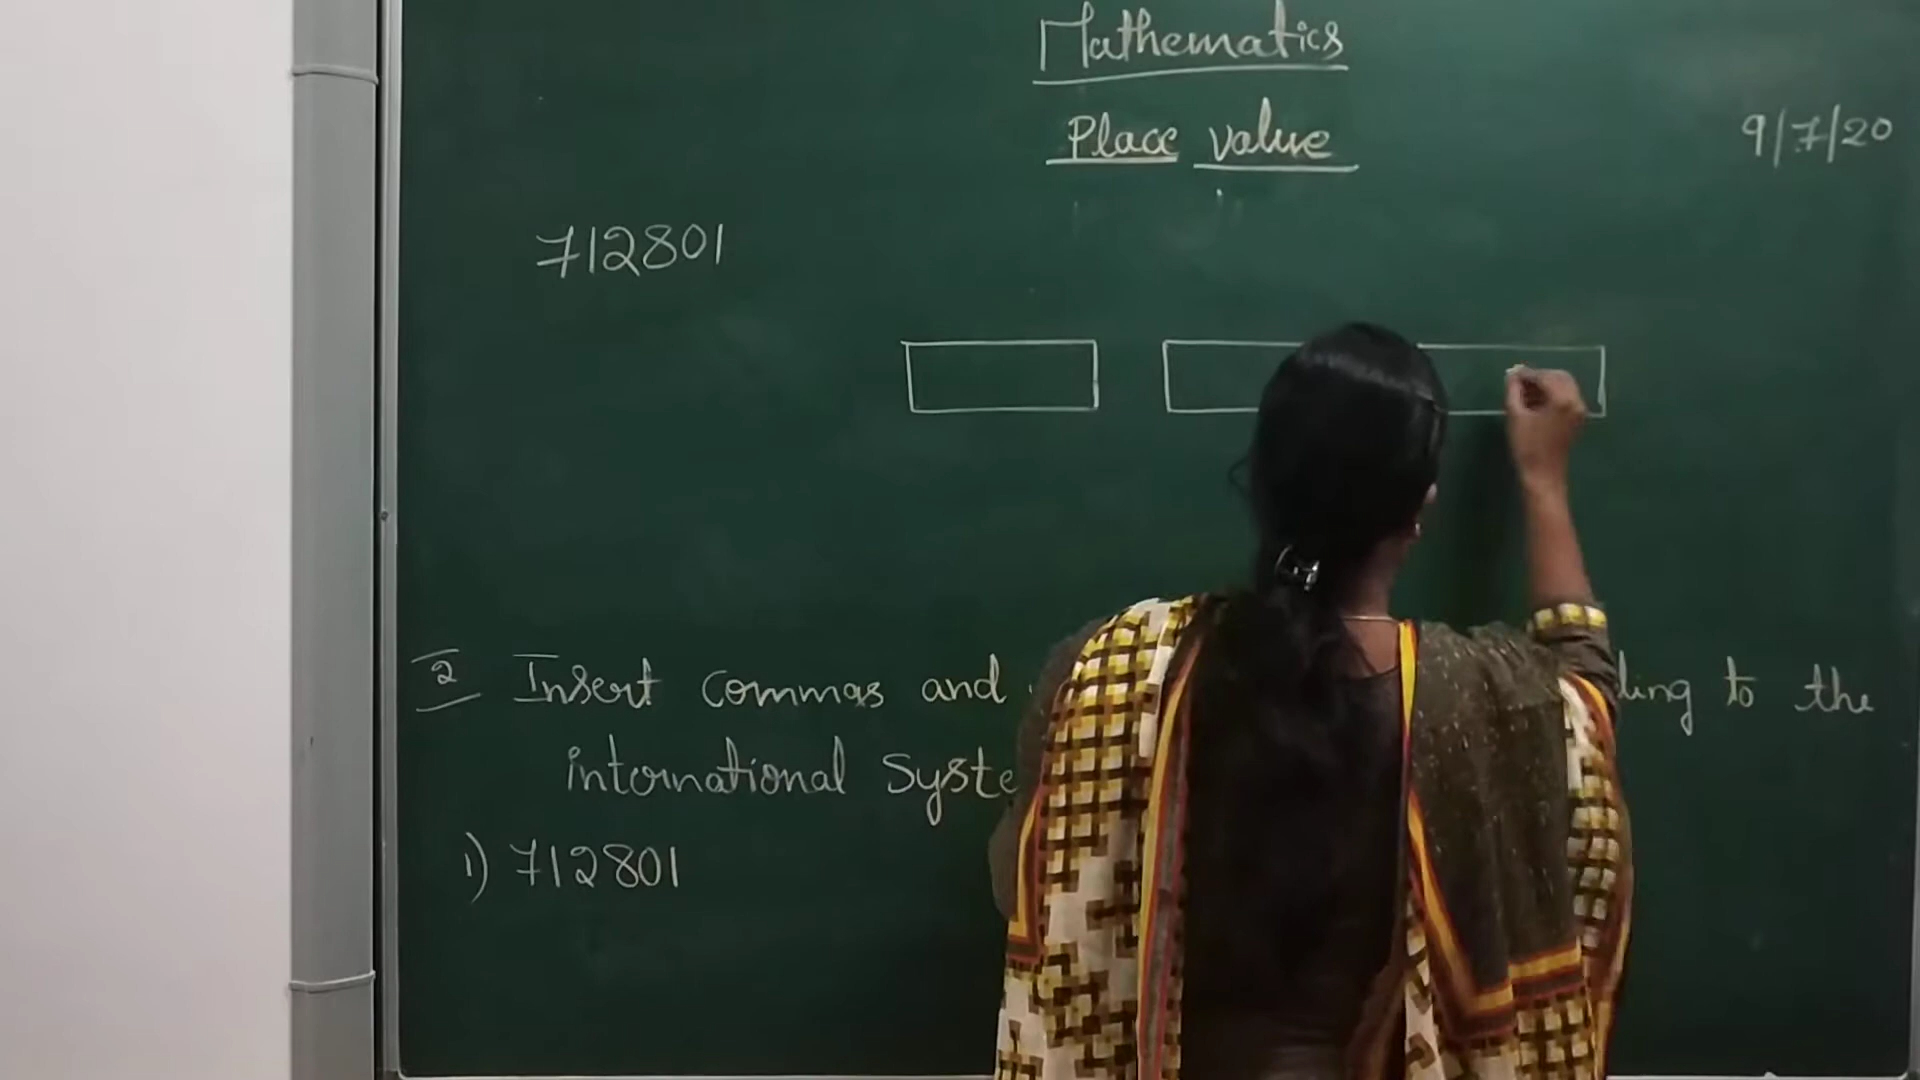 Mathematics
Place value
9/7/20
712801
2 Insert commas and ding to the
international Syste
1) 712801